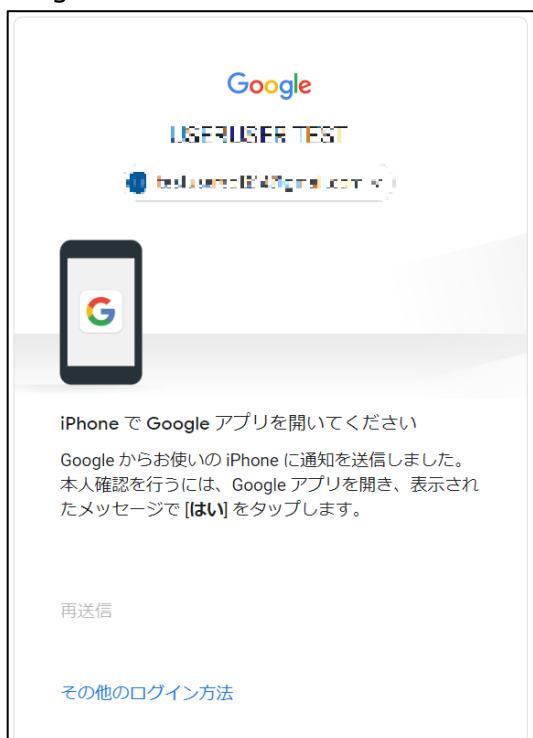 Google
USERUSER TEST
iPhone で Google アプリを開いてください
Google からお使いの iPhone に通知を送信しました。
本人確認を行うには、Google アプリを開き、表示され
たメッセージで [はい] をタップします。
再送信
その他のログイン方法